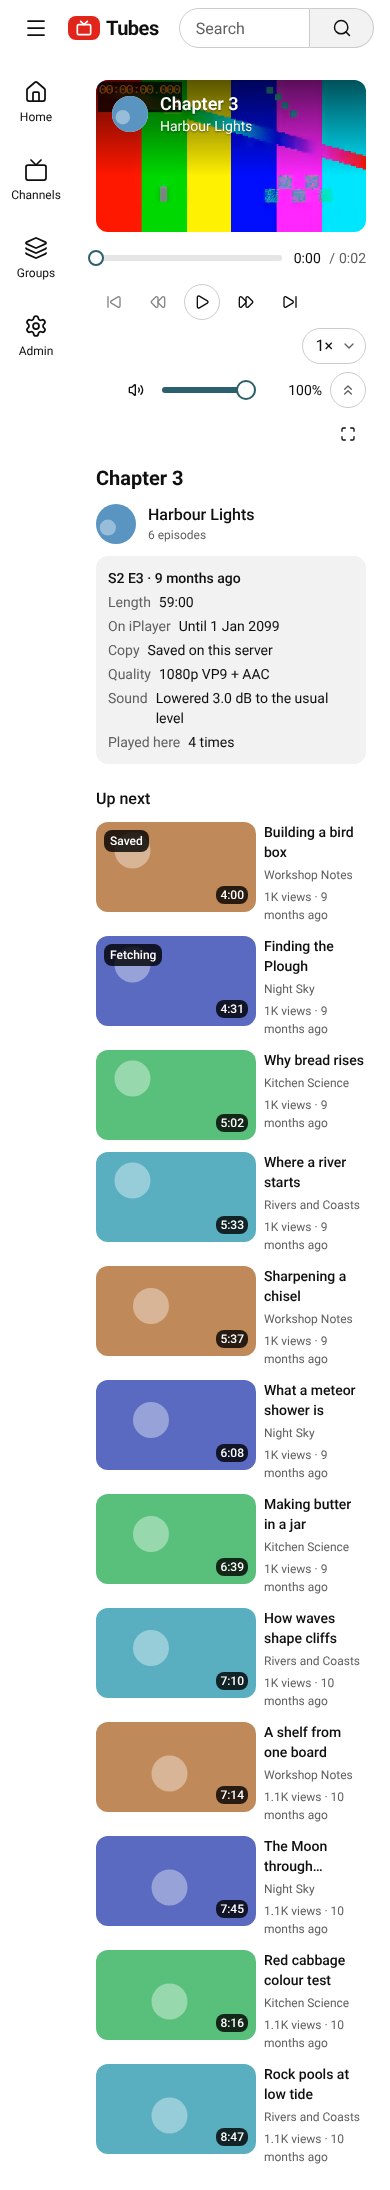 Tubes
Search
Home
Channels
Groups
Admin
00:00:00.000
Chapter 3
Harbour Lights
0:00 / 0:02
1×
100%
Chapter 3
Harbour Lights
6 episodes
S2 E3 · 9 months ago
Length 59:00
On iPlayer Until 1 Jan 2099
Copy Saved on this server
Quality 1080p VP9 + AAC
Sound Lowered 3.0 dB to the usual
level
Played here 4 times
Up next
Saved
4:00
Building a bird
box
Workshop Notes
1K views · 9
months ago
Fetching
4:31
Finding the
Plough
Night Sky
1K views · 9
months ago
5:02
Why bread rises
Kitchen Science
1K views · 9
months ago
5:33
Where a river
starts
Rivers and Coasts
1K views · 9
months ago
5:37
Sharpening a
chisel
Workshop Notes
1K views · 9
months ago
6:08
What a meteor
shower is
Night Sky
1K views · 9
months ago
6:39
Making butter
in a jar
Kitchen Science
1K views · 9
months ago
7:10
How waves
shape cliffs
Rivers and Coasts
1K views · 10
months ago
7:14
A shelf from
one board
Workshop Notes
1.1K views · 10
months ago
7:45
The Moon
through…
Night Sky
1.1K views · 10
months ago
8:16
Red cabbage
colour test
Kitchen Science
1.1K views · 10
months ago
8:47
Rock pools at
low tide
Rivers and Coasts
1.1K views · 10
months ago